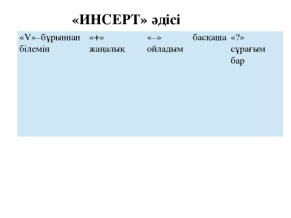 «ИНСЕРТ» әдісі
«V»–бұрыннан білемін
«+» жаңалық
«–» басқаша ойладым
«?» сұрағым бар